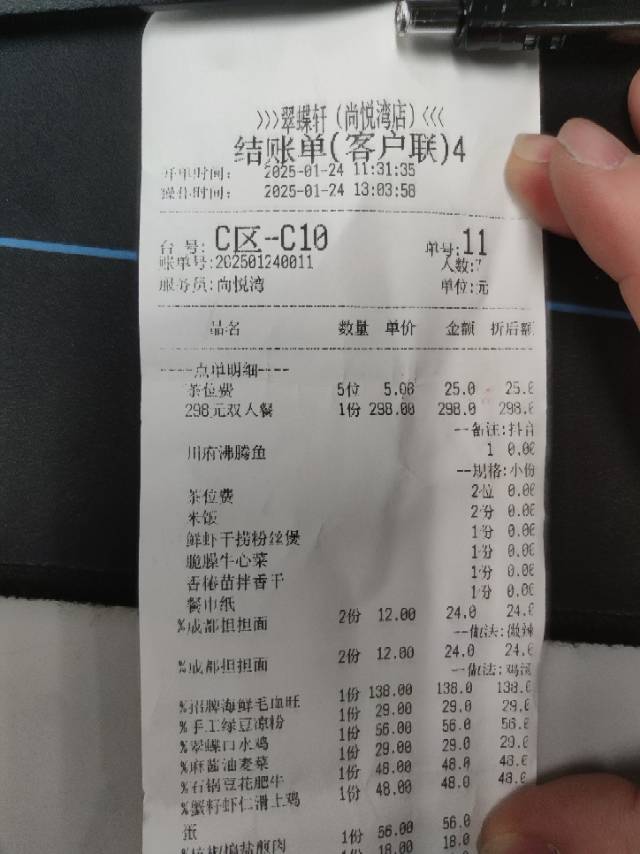 >>>翠蝶轩(尚悦湾店)<<<
结账单(客户联)4
开单时间: 2025-01-24 11:31:35
操作时间: 2025-01-24 13:03:58
台号:C区-C10 单号:11
账单号:202501240011 人数:7
服务员:尚悦湾 单位:元
品名 数量 单价 金额 折后额
----点单明细----
茶位费 5位 5.00 25.0 25.0
298元双人餐 1份 298.00 298.0 298.0
--备注:抖音
川府沸腾鱼 1 0.00
--规格:小份
茶位费 2位 0.00
米饭 2份 0.00
鲜虾干捞粉丝煲 1份 0.00
脆臊牛心菜 1份 0.00
香椿苗拌香干 1份 0.00
餐巾纸 1份 0.00
%成都担担面 2份 12.00 24.0 24.0
--做法:微辣
%成都担担面 2份 12.00 24.0 24.0
--做法:鸡汤
%招牌海鲜毛血旺 1份 138.00 138.0 138.0
%手工绿豆凉粉 1份 29.00 29.0 29.0
%翠蝶口水鸡 1份 56.00 56.0 56.0
%麻酱油麦菜 1份 29.00 29.0 29.0
%石锅豆花肥牛 1份 48.00 48.0 48.0
%蟹籽虾仁滑土鸡 1份 48.00 48.0 48.0
蛋
1份 56.00 56.0
18.00 18.0